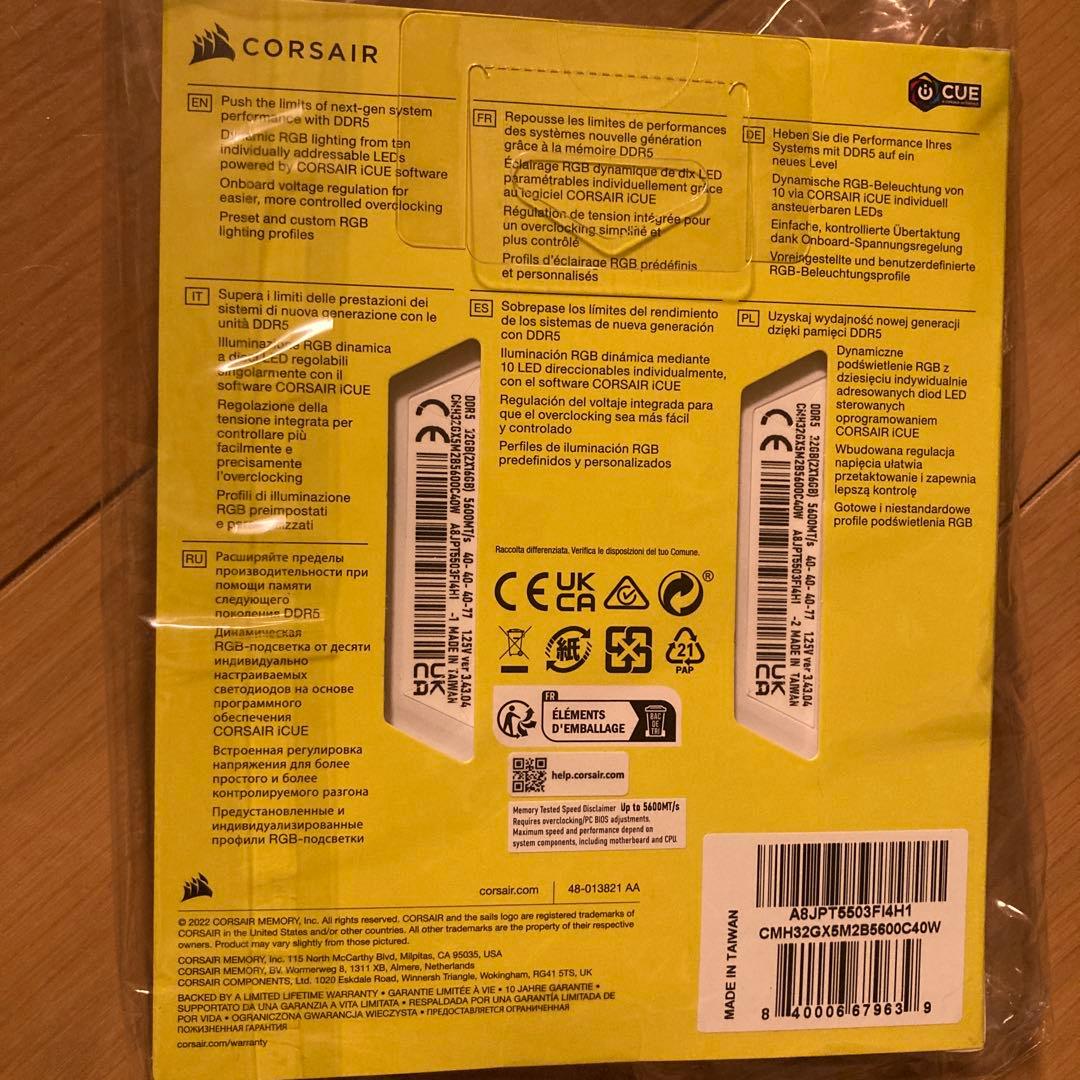 CORSAIR
iCUE
EN
Push the limits of next-gen system
performance with DDR5
Dynamic RGB lighting from ten
individually addressable LEDs
powered by CORSAIR iCUE software
Onboard voltage regulation for
easier, more controlled overclocking
Preset and custom RGB
lighting profiles
FR
Repousse les limites de performances
des systèmes nouvelle génération
grâce à la mémoire DDR5
Éclairage RGB dynamique de dix LED
paramétrables individuellement grâce
au logiciel CORSAIR iCUE
Régulation de tension intégrée pour
un overclocking simplifié et
plus contrôlé
Profils d'éclairage RGB prédéfinis
et personnalisés
DE
Heben Sie die Performance Ihres
Systems mit DDR5 auf ein
neues Level
Dynamische RGB-Beleuchtung von
10 via CORSAIR iCUE individuell
ansteuerbaren LEDs
Einfache, kontrollierte Übertaktung
dank Onboard-Spannungsregelung
Voreingestellte und benutzerdefinierte
RGB-Beleuchtungsprofile
IT
Supera i limiti delle prestazioni dei
sistemi di nuova generazione con le
unità DDR5
Illuminazione RGB dinamica
a dieci LED regolabili
singolarmente con il
software CORSAIR iCUE
Regolazione della
tensione integrata per
controllare più
facilmente e
precisamente
l'overclocking
Profili di illuminazione
RGB preimpostati
e personalizzati
ES
Sobrepase los límites del rendimiento
de los sistemas de nueva generación
con DDR5
Iluminación RGB dinámica mediante
10 LED direccionables individualmente,
con el software CORSAIR iCUE
Regulación del voltaje integrada para
que el overclocking sea más fácil
y controlado
Perfiles de iluminación RGB
predefinidos y personalizados
PL
Uzyskaj wydajność nowej generacji
dzięki pamięci DDR5
Dynamiczne
podświetlenie RGB z
dziesięciu indywidualnie
adresowanych diod LED
sterowanych
oprogramowaniem
CORSAIR iCUE
Wbudowana regulacja
napięcia ułatwia
przetaktowanie i zapewnia
lepszą kontrolę
Gotowe i niestandardowe
profile podświetlenia RGB
RU
Расширяйте пределы
производительности при
помощи памяти
следующего
поколения DDR5
Динамическая
RGB-подсветка от десяти
индивидуально
настраиваемых
светодиодов на основе
программного
обеспечения
CORSAIR iCUE
Встроенная регулировка
напряжения для более
простого и более
контролируемого разгона
Предустановленные и
индивидуализированные
профили RGB-подсветки
DDR5 32GB(2X16GB) 5600MT/s 40-40-40-77 1.25V ver 3.43.04
CMH32GX5M2B5600C40W A8JPT5503FI4H1 -1 MADE IN TAIWAN
CE
UK
CA
DDR5 32GB(2X16GB) 5600MT/s 40-40-40-77 1.25V ver 3.43.04
CMH32GX5M2B5600C40W A8JPT5503FI4H1 -2 MADE IN TAIWAN
CE
UK
CA
Raccolta differenziata. Verifica le disposizioni del tuo Comune.
CE UK
CA
®
紙
21
PAP
FR
ÉLÉMENTS
D'EMBALLAGE
BAC
DE
TRI
help.corsair.com
Memory Tested Speed Disclaimer Up to 5600MT/s
Requires overclocking/PC BIOS adjustments.
Maximum speed and performance depend on
system components, including motherboard and CPU.
corsair.com
48-013821 AA
© 2022 CORSAIR MEMORY, Inc. All rights reserved. CORSAIR and the sails logo are registered trademarks of
CORSAIR in the United States and/or other countries. All other trademarks are the property of their respective
owners. Product may vary slightly from those pictured.
CORSAIR MEMORY, Inc. 115 North McCarthy Blvd, Milpitas, CA 95035, USA
CORSAIR MEMORY, BV. Wormerweg 8, 1311 XB, Almere, Netherlands
CORSAIR COMPONENTS, Ltd. 1020 Eskdale Road, Winnersh Triangle, Wokingham, RG41 5TS, UK
BACKED BY A LIMITED LIFETIME WARRANTY • GARANTIE LIMITÉE À VIE • 10 JAHRE GARANTIE •
SUPPORTATO DA UNA GARANZIA A VITA LIMITATA • RESPALDADA POR UNA GARANTÍA LIMITADA DE
POR VIDA • OGRANICZONA GWARANCJA WIECZYSTA • ПРЕДОСТАВЛЯЕТСЯ ОГРАНИЧЕННАЯ
ПОЖИЗНЕННАЯ ГАРАНТИЯ
corsair.com/warranty
MADE IN TAIWAN
A8JPT5503FI4H1
CMH32GX5M2B5600C40W
8 40006 67963 9